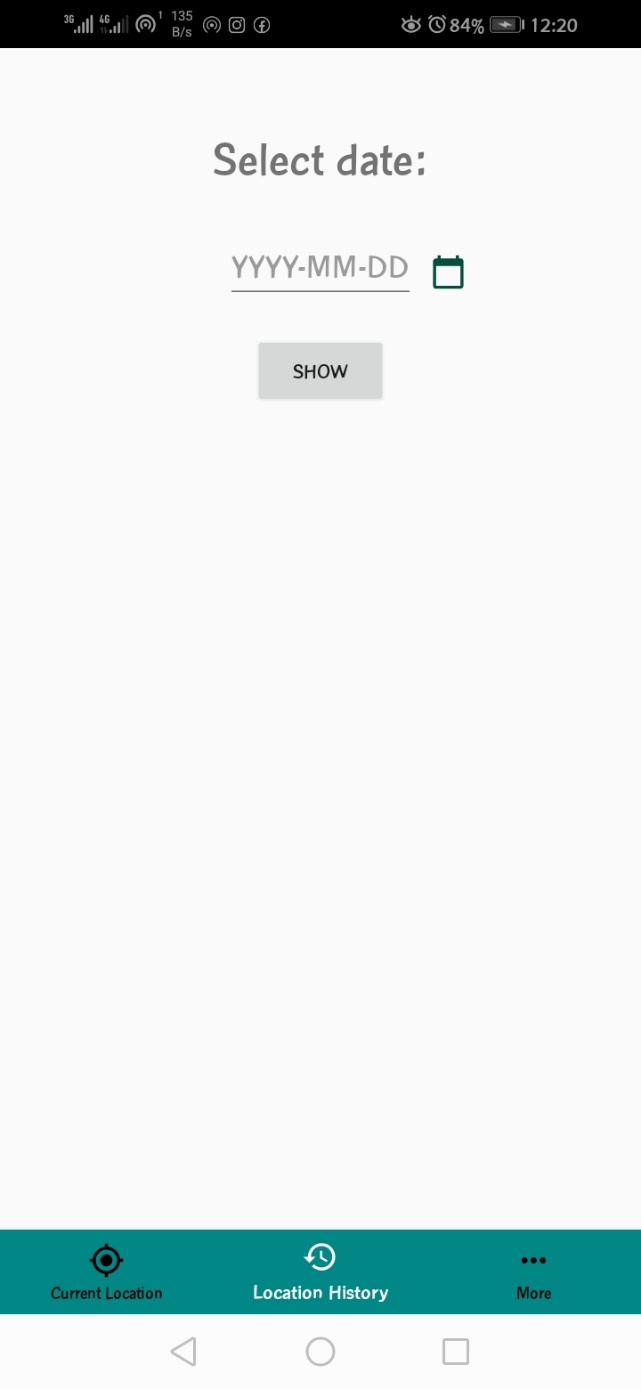 3G 4G 1 135 84% 12:20
B/s
Select date:
YYYY-MM-DD
SHOW
Current Location Location History More